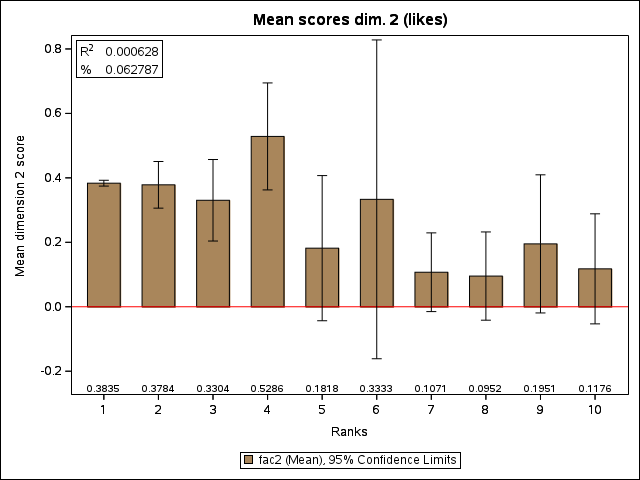 Mean scores dim. 2 (likes)
R2 0.000628
% 0.062787
Mean dimension 2 score
0.8
0.6
0.4
0.2
0.0
-0.2
0.3835 0.3784 0.3304 0.5286 0.1818 0.3333 0.1071 0.0952 0.1951 0.1176
1 2 3 4 5 6 7 8 9 10
Ranks
fac2 (Mean), 95% Confidence Limits